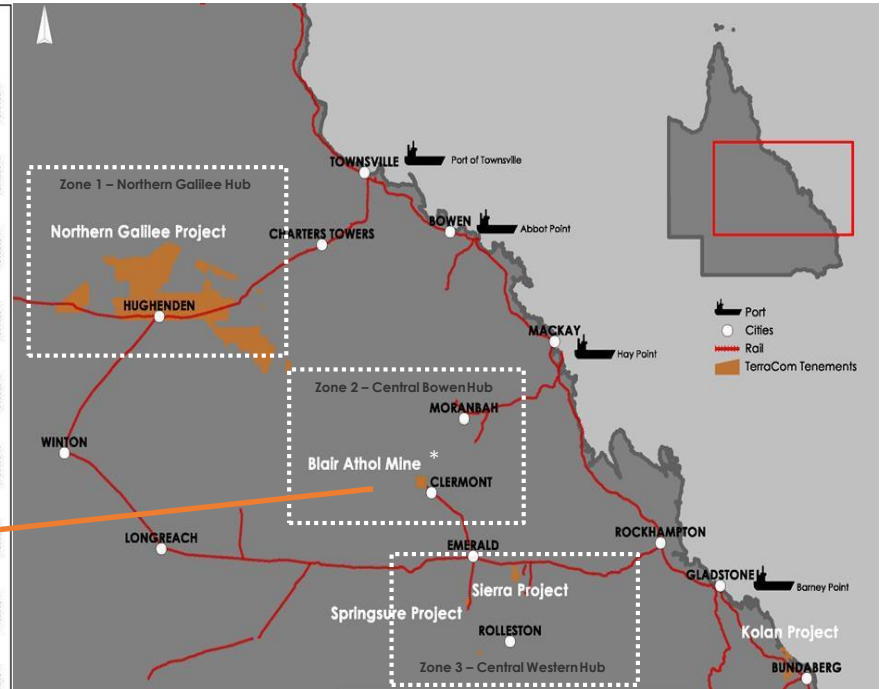 TOWNSVILLE
Port of Townsville
Zone 1 – Northern Galilee Hub
BOWEN
Abbot Point
Northern Galilee Project
CHARTERS TOWERS
HUGHENDEN
Port
Cities
Rail
TerraCom Tenements
MACKAY
Hay Point
Zone 2 – Central Bowen Hub
MORANBAH
WINTON
Blair Athol Mine *
CLERMONT
LONGREACH
EMERALD
ROCKHAMPTON
GLADSTONE
Barney Point
Sierra Project
Springsure Project
ROLLESTON
Kolan Project
Zone 3 – Central Western Hub
BUNDABERG